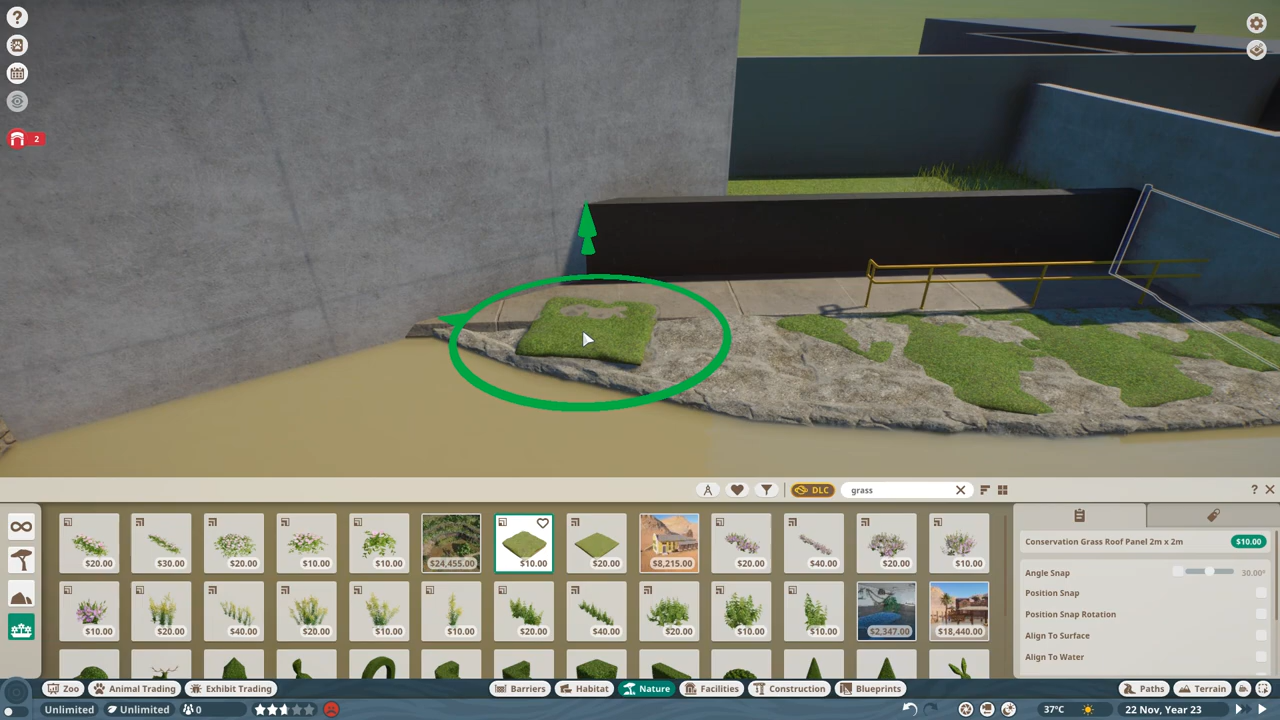 ?
2
DLC
grass
?
$20.00
$30.00
$20.00
$10.00
$10.00
$24,455.00
$10.00
$20.00
$8,215.00
$20.00
$40.00
$20.00
$10.00
Conservation Grass Roof Panel 2m x 2m
$10.00
Angle Snap
30.00°
Position Snap
Position Snap Rotation
Align To Surface
Align To Water
$10.00
$20.00
$40.00
$20.00
$10.00
$10.00
$20.00
$40.00
$20.00
$10.00
$10.00
$2,347.00
$18,440.00
Zoo
Animal Trading
Exhibit Trading
Barriers
Habitat
Nature
Facilities
Construction
Blueprints
Paths
Terrain
Unlimited
Unlimited
0
37°C
22 Nov, Year 23